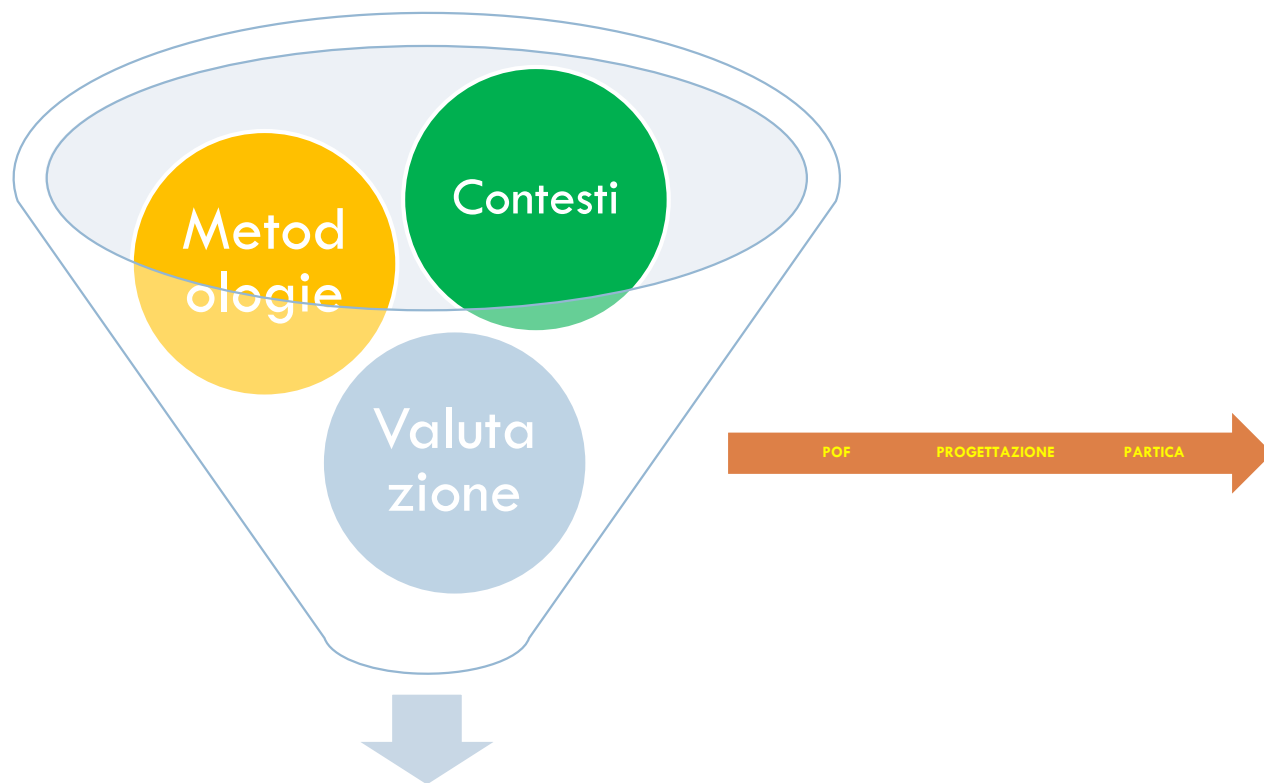 Contesti
Metod
ologie
Valuta
zione
POF PROGETTAZIONE PARTICA